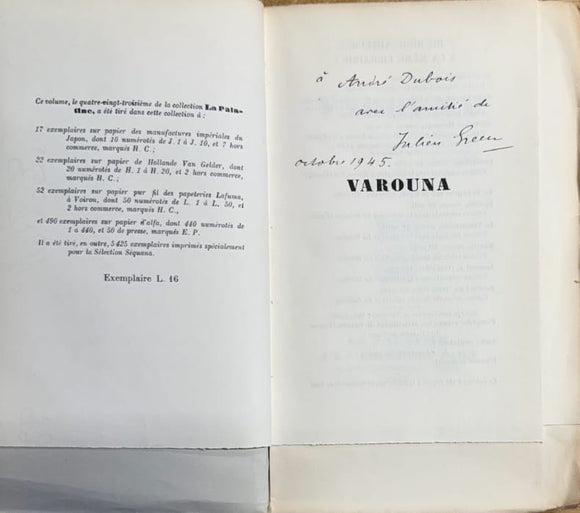 Ce volume, le quatre-vingt-troizième de la collection La Pala-
tine, a été tiré dans cette collection à :
17 exemplaires sur papier des manufactures impériales du
Japon, dont 10 numérotés de J. 1 à J. 10, et 7 hors
commerce, marqués H. C. ;
22 exemplaires sur papier de Hollande Van Gelder, dont
20 numérotés de H. 1 à H. 20, et 2 hors commerce,
marqués H. C. ;
52 exemplaires sur papier pur fil des papeteries Lafuma,
à Voiron, dont 50 numérotés de L. 1 à L. 50, et
2 hors commerce, marqués H. C.,
et 490 exemplaires sur papier d'alfa, dont 440 numérotés de
1 à 440, et 50 de presse, marqués E. P.
Il a été tiré, en outre, 5 425 exemplaires imprimés spécialement
pour la Sélection Séquana.
Exemplaire L. 16
à André Dubois
avec l'amitié de
Julien Green
octobre 1945.
VAROUNA